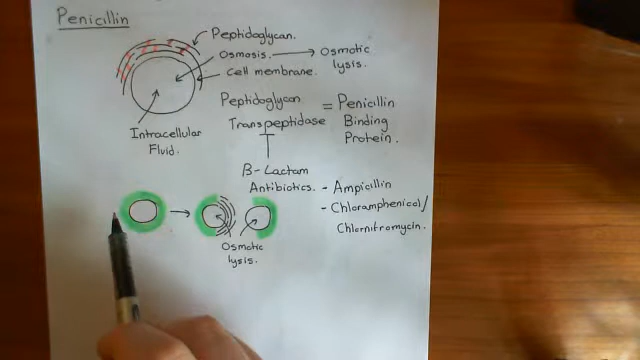 Penicillin
Peptidoglycan.
Osmosis. → Osmotic
lysis.
Cell membrane.
Intracellular
Fluid.
Peptidoglycan
Transpeptidase = Penicillin
Binding
Protein.
β-Lactam
Antibiotics. - Ampicillin
- Chloramphenicol/
Chlornitromycin.
Osmotic
lysis.